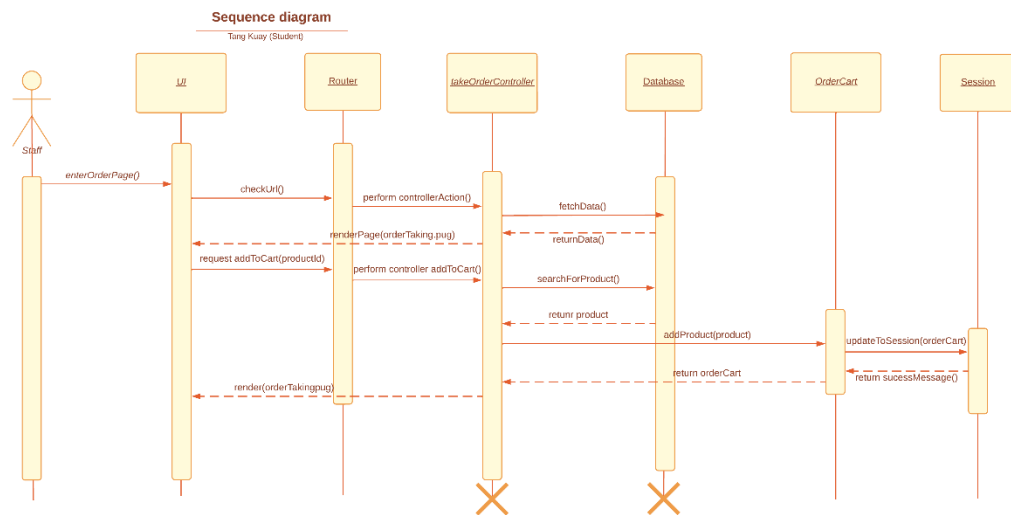 Sequence diagram
Tang Kuay (Student)
UI
Router
takeOrderController
Database
OrderCart
Session
Staff
enterOrderPage()
checkUrl()
perform controllerAction()
fetchData()
renderPage(orderTaking.pug)
returnData()
request addToCart(productId)
perform controller addToCart()
searchForProduct()
retunr product
addProduct(product)
updateToSession(orderCart)
return orderCart
return sucessMessage()
render(orderTakingpug)